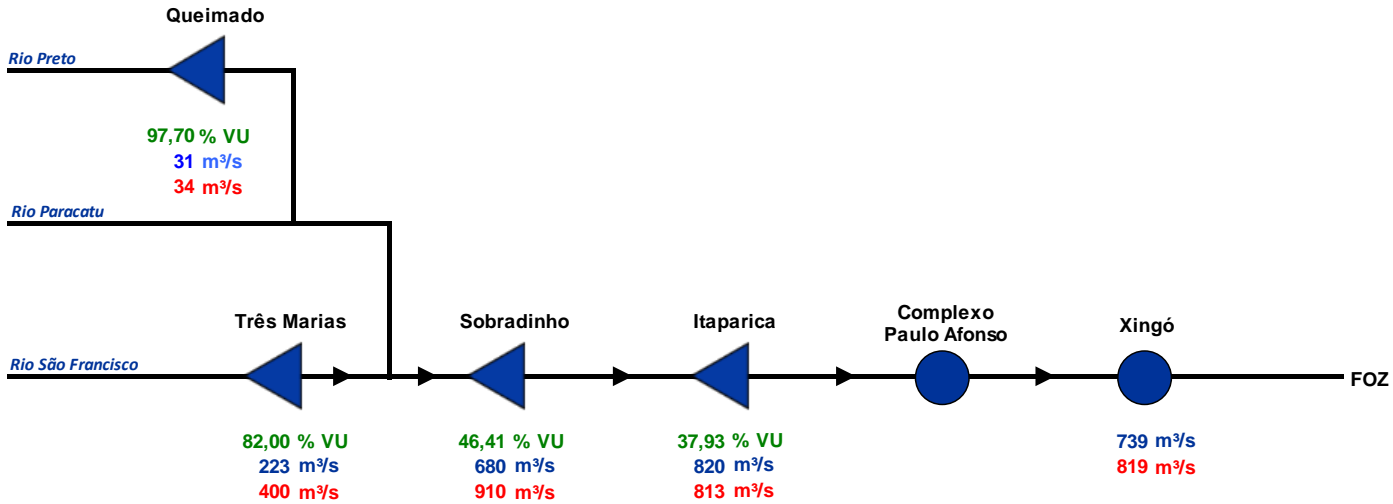 Queimado
Rio Preto
97,70 % VU
31 m³/s
34 m³/s
Rio Paracatu
Três Marias
Sobradinho
Itaparica
Complexo
Paulo Afonso
Xingó
Rio São Francisco
FOZ
82,00 % VU
223 m³/s
400 m³/s
46,41 % VU
680 m³/s
910 m³/s
37,93 % VU
820 m³/s
813 m³/s
739 m³/s
819 m³/s